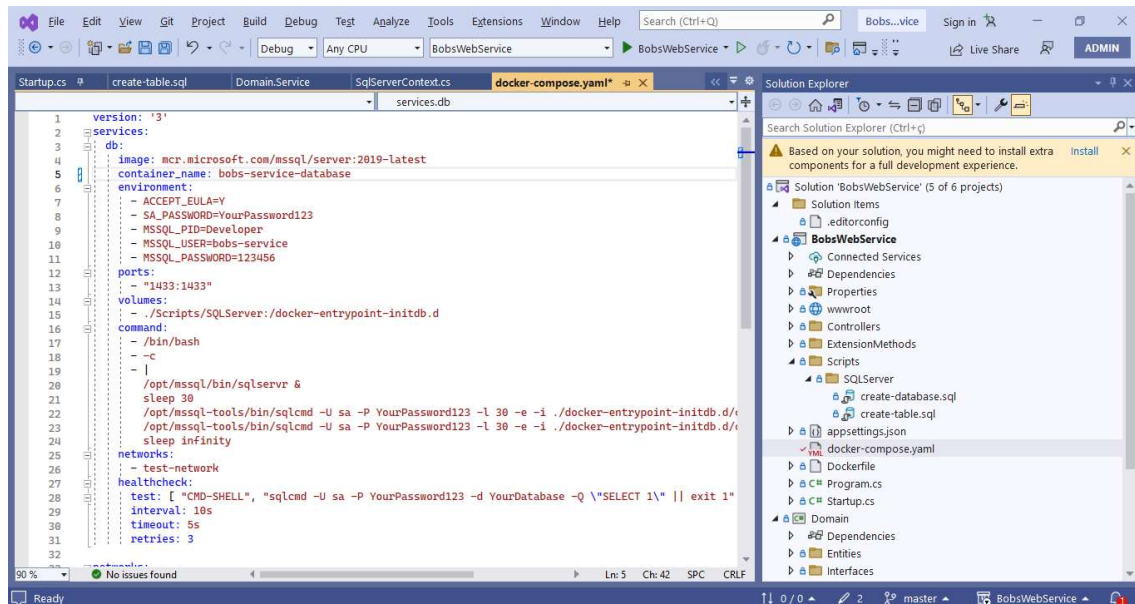 File Edit View Git Project Build Debug Test Analyze Tools Extensions Window Help Search (Ctrl+Q) Bobs...vice Sign in
Debug Any CPU BobsWebService BobsWebService Live Share ADMIN
Startup.cs create-table.sql Domain.Service SqlServerContext.cs docker-compose.yaml*
services.db
1 version: '3'
2 services:
3 db:
4 image: mcr.microsoft.com/mssql/server:2019-latest
5 container_name: bobs-service-database
6 environment:
7 - ACCEPT_EULA=Y
8 - SA_PASSWORD=YourPassword123
9 - MSSQL_PID=Developer
10 - MSSQL_USER=bobs-service
11 - MSSQL_PASSWORD=123456
12 ports:
13 - "1433:1433"
14 volumes:
15 - ./Scripts/SQLServer:/docker-entrypoint-initdb.d
16 command:
17 - /bin/bash
18 - -c
19 - |
20 /opt/mssql/bin/sqlservr &
21 sleep 30
22 /opt/mssql-tools/bin/sqlcmd -U sa -P YourPassword123 -l 30 -e -i ./docker-entrypoint-initdb.d/
23 /opt/mssql-tools/bin/sqlcmd -U sa -P YourPassword123 -l 30 -e -i ./docker-entrypoint-initdb.d/
24 sleep infinity
25 networks:
26 - test-network
27 healthcheck:
28 test: [ "CMD-SHELL", "sqlcmd -U sa -P YourPassword123 -d YourDatabase -Q \"SELECT 1\" || exit 1"
29 interval: 10s
30 timeout: 5s
31 retries: 3
32
90 % No issues found Ln: 5 Ch: 42 SPC CRLF
Solution Explorer
Search Solution Explorer (Ctrl+ç)
Based on your solution, you might need to install extra Install
components for a full development experience.
Solution 'BobsWebService' (5 of 6 projects)
Solution Items
.editorconfig
BobsWebService
Connected Services
Dependencies
Properties
wwwroot
Controllers
ExtensionMethods
Scripts
SQLServer
create-database.sql
create-table.sql
appsettings.json
YML docker-compose.yaml
Dockerfile
C# Program.cs
C# Startup.cs
C# Domain
Dependencies
Entities
Interfaces
Ready 0 / 0 2 master BobsWebService 1